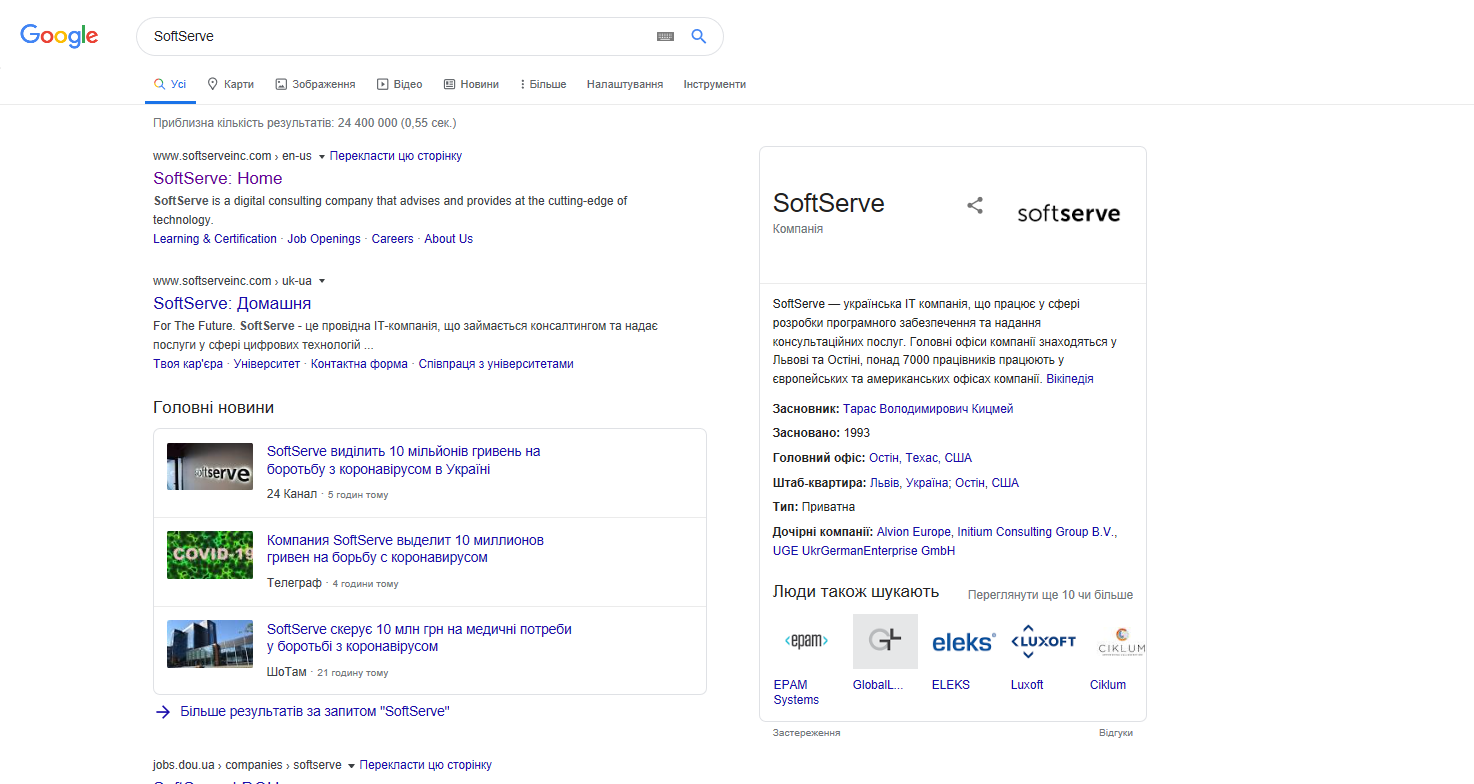 Google
SoftServe
Усі Карти Зображення Відео Новини Більше Налаштування Інструменти
Приблизна кількість результатів: 24 400 000 (0,55 сек.)
www.softserveinc.com › en-us Перекласти цю сторінку
SoftServe: Home
SoftServe is a digital consulting company that advises and provides at the cutting-edge of
technology.
Learning & Certification · Job Openings · Careers · About Us
www.softserveinc.com › uk-ua
SoftServe: Домашня
For The Future. SoftServe - це провідна ІТ-компанія, що займається консалтингом та надає
послуги у сфері цифрових технологій ...
Твоя кар'єра · Університет · Контактна форма · Співпраця з університетами
Головні новини
serve
SoftServe виділить 10 мільйонів гривень на
боротьбу з коронавірусом в Україні
24 Канал · 5 годин тому
COVID-19
Компания SoftServe выделит 10 миллионов
гривен на борьбу с коронавирусом
Телеграф · 4 години тому
SoftServe скерує 10 млн грн на медичні потреби
у боротьбі з коронавірусом
ШоТам · 21 годину тому
Більше результатів за запитом "SoftServe"
jobs.dou.ua › companies › softserve Перекласти цю сторінку
SoftServe
Компанія
softserve
SoftServe — українська ІТ компанія, що працює у сфері
розробки програмного забезпечення та надання
консультаційних послуг. Головні офіси компанії знаходяться у
Львові та Остіні, понад 7000 працівників працюють у
європейських та американських офісах компанії. Вікіпедія
Засновник: Тарас Володимирович Кицмей
Засновано: 1993
Головний офіс: Остін, Техас, США
Штаб-квартира: Львів, Україна; Остін, США
Тип: Приватна
Дочірні компанії: Alvion Europe, Initium Consulting Group B.V.,
UGE UkrGermanEnterprise GmbH
Люди також шукають Переглянути ще 10 чи більше
<epam> eleks LUXOFT CIKLUM
EPAM GlobalL... ELEKS Luxoft Ciklum
Systems
Застереження Відгуки